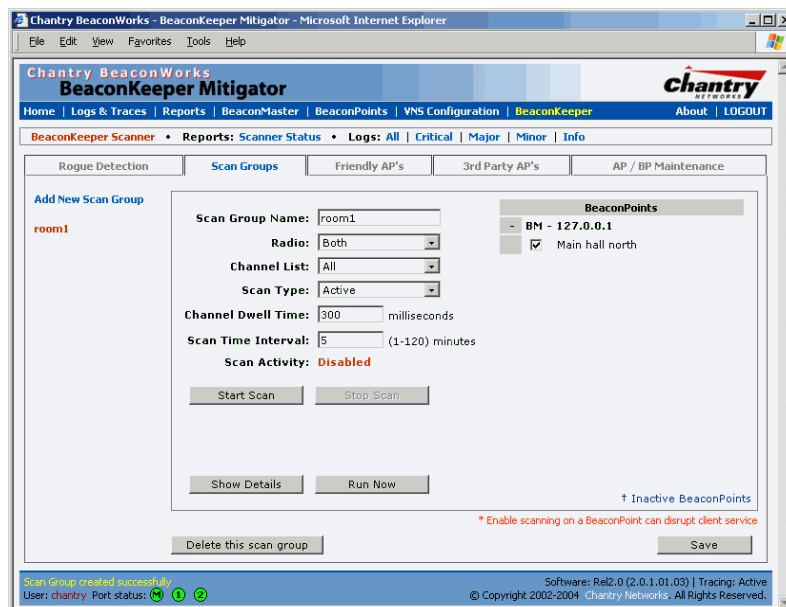 Chantry BeaconWorks - BeaconKeeper Mitigator - Microsoft Internet Explorer
File Edit View Favorites Tools Help
Chantry BeaconWorks
BeaconKeeper Mitigator
Chantry
NETWORKS
Home | Logs & Traces | Reports | BeaconMaster | BeaconPoints | VNS Configuration | BeaconKeeper About | LOGOUT
BeaconKeeper Scanner • Reports: Scanner Status • Logs: All | Critical | Major | Minor | Info
Rogue Detection Scan Groups Friendly AP's 3rd Party AP's AP / BP Maintenance
Add New Scan Group
room1
Scan Group Name: room1
Radio: Both
Channel List: All
Scan Type: Active
Channel Dwell Time: 300 milliseconds
Scan Time Interval: 5 (1-120) minutes
Scan Activity: Disabled
Start Scan Stop Scan
Show Details Run Now
BeaconPoints
- BM - 127.0.0.1
Main hall north
† Inactive BeaconPoints
* Enable scanning on a BeaconPoint can disrupt client service
Delete this scan group Save
Scan Group created successfully Software: Rel2.0 (2.0.1.01.03) | Tracing: Active
User: chantry Port status: M 1 2 © Copyright 2002-2004 Chantry Networks. All Rights Reserved.